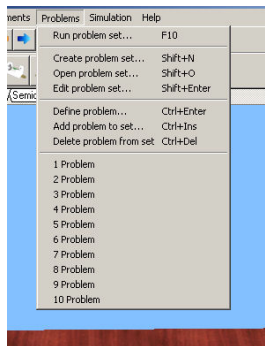 ments Problems Simulation Help
Run problem set... F10
Create problem set... Shift+N
Open problem set... Shift+O
Edit problem set... Shift+Enter
Define problem... Ctrl+Enter
Add problem to set... Ctrl+Ins
Delete problem from set Ctrl+Del
(Semic
1 Problem
2 Problem
3 Problem
4 Problem
5 Problem
6 Problem
7 Problem
8 Problem
9 Problem
10 Problem